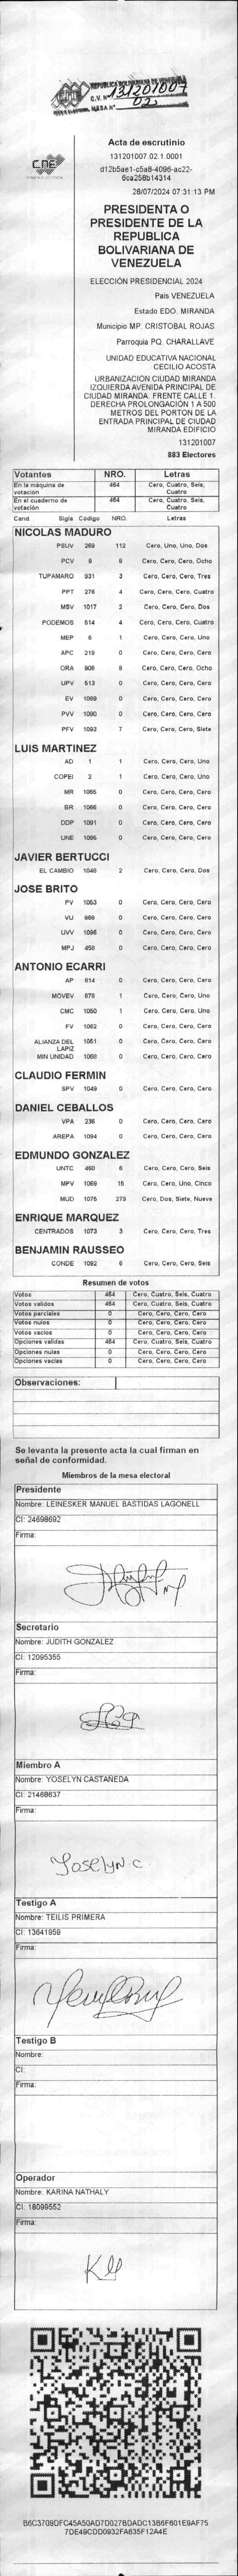 REPUBLICA BOLIVARIANA DE VENEZUELA
C.V. Nº 131201007
MESA Nº 02
CNE
Acta de escrutinio
131201007.02.1.0001
d12b5ae1-c5a8-4096-ac22-
6ca256b14314
28/07/2024 07:31:13 PM
PRESIDENTA O
PRESIDENTE DE LA
REPUBLICA
BOLIVARIANA DE
VENEZUELA
ELECCIÓN PRESIDENCIAL 2024
Pais VENEZUELA
Estado EDO. MIRANDA
Municipio MP. CRISTOBAL ROJAS
Parroquia PQ. CHARALLAVE
UNIDAD EDUCATIVA NACIONAL
CECILIO ACOSTA
URBANIZACIÓN CIUDAD MIRANDA
IZQUIERDA AVENIDA PRINCIPAL DE
CIUDAD MIRANDA. FRENTE CALLE 1.
DERECHA PROLONGACIÓN 1 A 500
METROS DEL PORTÓN DE LA
ENTRADA PRINCIPAL DE CIUDAD
MIRANDA EDIFICIO
131201007
883 Electores
Votantes NRO. Letras
En la máquina de votación 464 Cero, Cuatro, Seis, Cuatro
En el cuaderno de votación 464 Cero, Cuatro, Seis, Cuatro
Cand. Sigla Código NRO. Letras
NICOLAS MADURO
PSUV 269 112 Cero, Uno, Uno, Dos
PCV 9 8 Cero, Cero, Cero, Ocho
TUPAMARO 931 3 Cero, Cero, Cero, Tres
PPT 276 4 Cero, Cero, Cero, Cuatro
MSV 1017 2 Cero, Cero, Cero, Dos
PODEMOS 514 4 Cero, Cero, Cero, Cuatro
MEP 6 1 Cero, Cero, Cero, Uno
APC 219 0 Cero, Cero, Cero, Cero
ORA 906 8 Cero, Cero, Cero, Ocho
UPV 513 0 Cero, Cero, Cero, Cero
EV 1089 0 Cero, Cero, Cero, Cero
PVV 1090 0 Cero, Cero, Cero, Cero
PFV 1093 7 Cero, Cero, Cero, Siete
LUIS MARTINEZ
AD 1 1 Cero, Cero, Cero, Uno
COPEI 2 1 Cero, Cero, Cero, Uno
MR 1065 0 Cero, Cero, Cero, Cero
BR 1066 0 Cero, Cero, Cero, Cero
DDP 1091 0 Cero, Cero, Cero, Cero
UNE 1095 0 Cero, Cero, Cero, Cero
JAVIER BERTUCCI
EL CAMBIO 1048 2 Cero, Cero, Cero, Dos
JOSE BRITO
PV 1053 0 Cero, Cero, Cero, Cero
VU 868 0 Cero, Cero, Cero, Cero
UVV 1096 0 Cero, Cero, Cero, Cero
MPJ 458 0 Cero, Cero, Cero, Cero
ANTONIO ECARRI
AP 814 0 Cero, Cero, Cero, Cero
MOVEV 878 1 Cero, Cero, Cero, Uno
CMC 1050 1 Cero, Cero, Cero, Uno
FV 1062 0 Cero, Cero, Cero, Cero
ALIANZA DEL LAPIZ 1051 0 Cero, Cero, Cero, Cero
MIN UNIDAD 1058 0 Cero, Cero, Cero, Cero
CLAUDIO FERMIN
SPV 1049 0 Cero, Cero, Cero, Cero
DANIEL CEBALLOS
VPA 236 0 Cero, Cero, Cero, Cero
AREPA 1094 0 Cero, Cero, Cero, Cero
EDMUNDO GONZALEZ
UNTC 460 6 Cero, Cero, Cero, Seis
MPV 1069 15 Cero, Cero, Uno, Cinco
MUD 1075 279 Cero, Dos, Siete, Nueve
ENRIQUE MARQUEZ
CENTRADOS 1073 3 Cero, Cero, Cero, Tres
BENJAMIN RAUSSEO
CONDE 1092 6 Cero, Cero, Cero, Seis
Resumen de votos
Votos 464 Cero, Cuatro, Seis, Cuatro
Votos validos 464 Cero, Cuatro, Seis, Cuatro
Votos parciales 0 Cero, Cero, Cero, Cero
Votos nulos 0 Cero, Cero, Cero, Cero
Votos vacios 0 Cero, Cero, Cero, Cero
Opciones validas 464 Cero, Cuatro, Seis, Cuatro
Opciones nulas 0 Cero, Cero, Cero, Cero
Opciones vacias 0 Cero, Cero, Cero, Cero
Observaciones:
Se levanta la presente acta la cual firman en
señal de conformidad.
Miembros de la mesa electoral
Presidente
Nombre: LEINESKER MANUEL BASTIDAS LAGONELL
CI: 24698692
Firma:
Secretario
Nombre: JUDITH GONZALEZ
CI: 12095355
Firma:
Miembro A
Nombre: YOSELYN CASTAÑEDA
CI: 21468637
Firma:
Yoselyn.c.
Testigo A
Nombre: TEILIS PRIMERA
CI: 13641959
Firma:
Testigo B
Nombre:
CI:
Firma:
Operador
Nombre: KARINA NATHALY
CI: 18099552
Firma:
B6C3709DFC45A50AD7D027BDADC13B6F601E9AF75
7DE49CDD0932FA635F12A4E